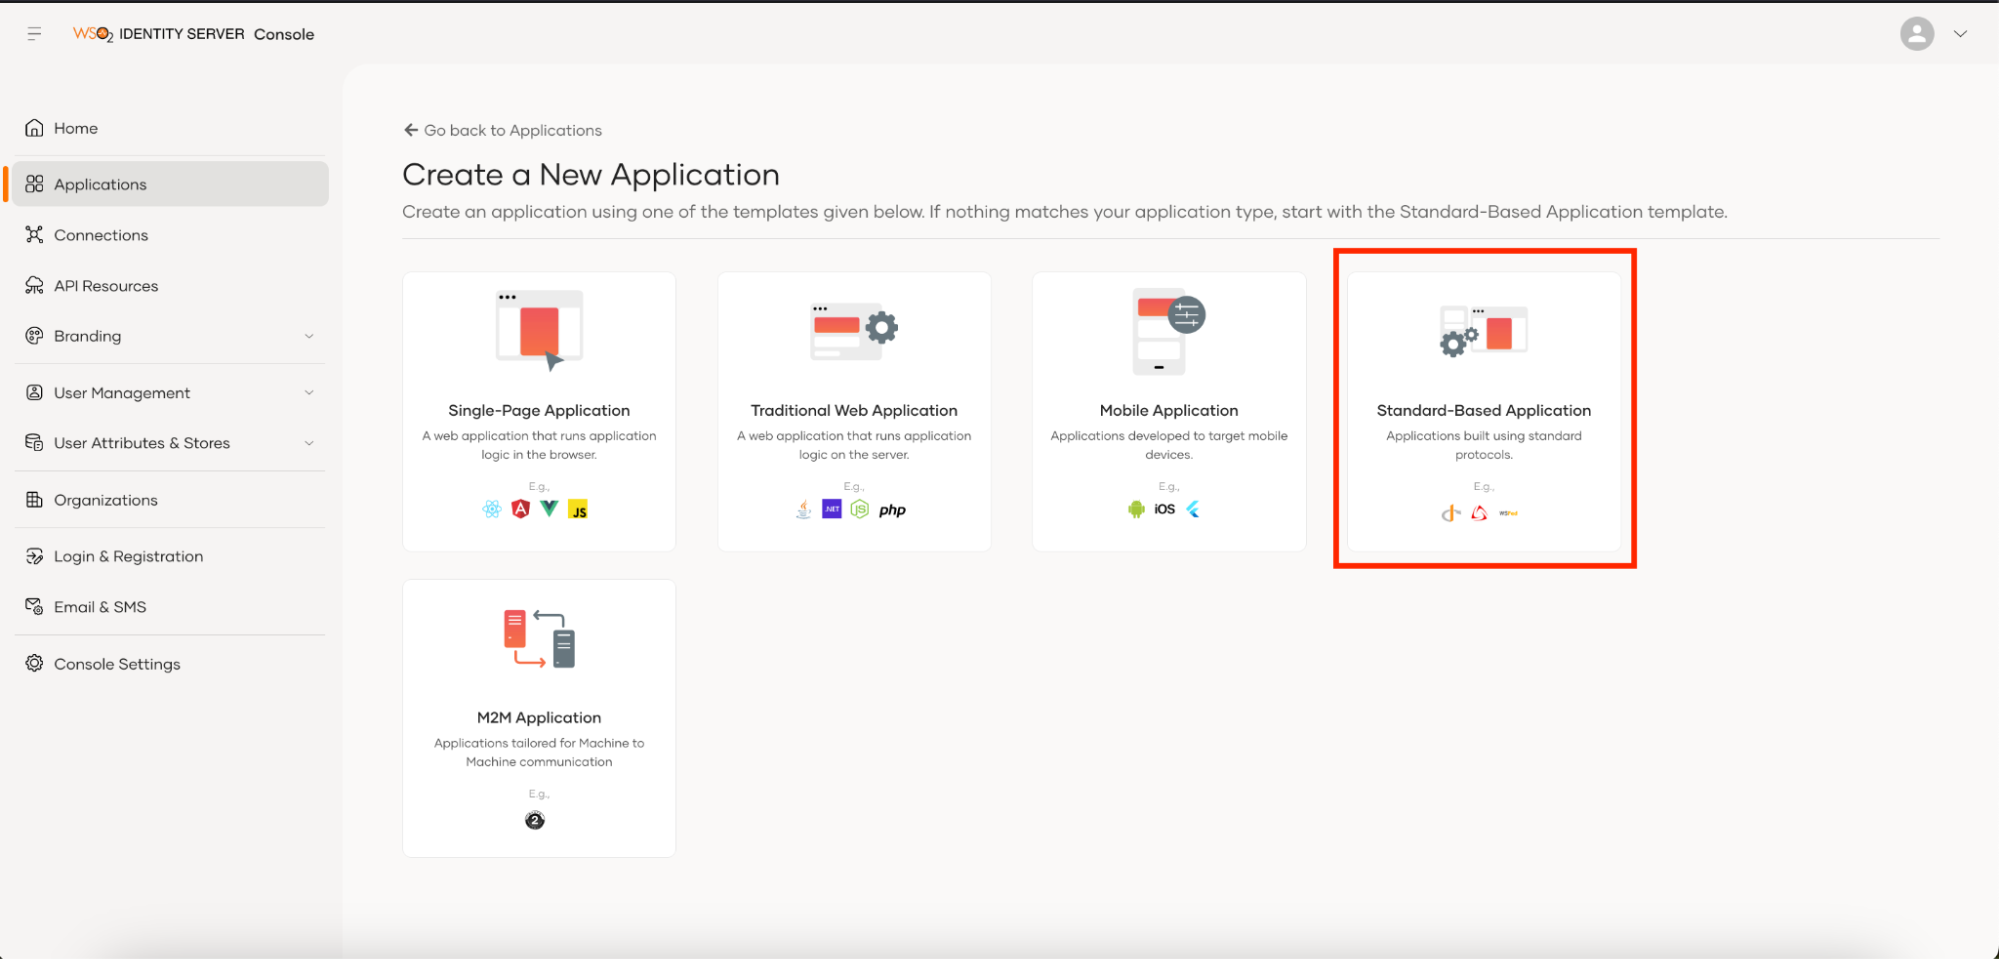 WSO2 IDENTITY SERVER Console
Home
Applications
Connections
API Resources
Branding
User Management
User Attributes & Stores
Organizations
Login & Registration
Email & SMS
Console Settings
Go back to Applications
Create a New Application
Create an application using one of the templates given below. If nothing matches your application type, start with the Standard-Based Application template.
Single-Page Application
A web application that runs application
logic in the browser.
E.g.,
JS
Traditional Web Application
A web application that runs application
logic on the server.
E.g.,
.NET JS php
Mobile Application
Applications developed to target mobile
devices.
E.g.,
iOS
Standard-Based Application
Applications built using standard
protocols.
E.g.,
WSFed
M2M Application
Applications tailored for Machine to
Machine communication
E.g.,
2